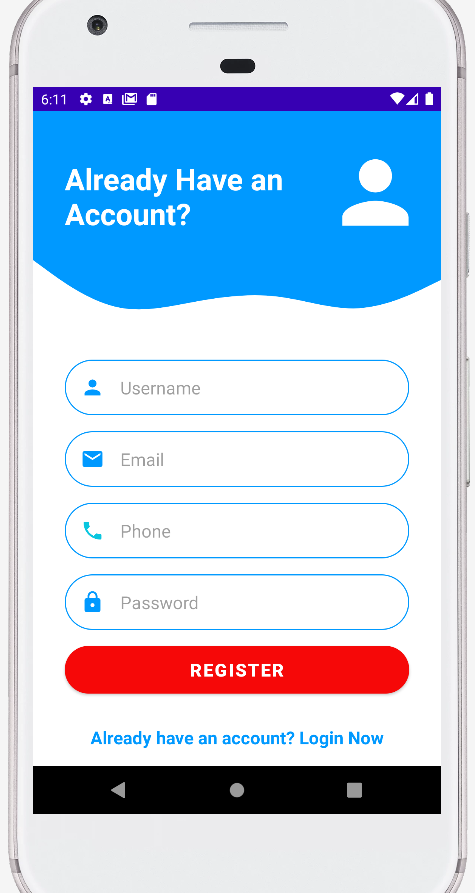 6:11
Already Have an
Account?
Username
Email
Phone
Password
REGISTER
Already have an account? Login Now